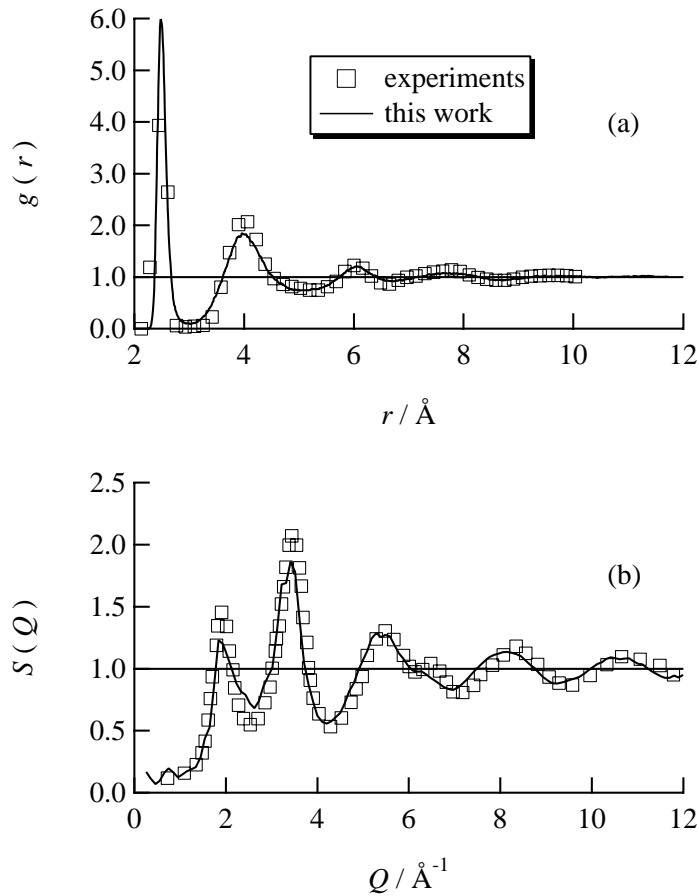 6.0
5.0
4.0
3.0
2.0
1.0
0.0
g ( r )
experiments
this work
(a)
2 4 6 8 10 12
r / Å
2.5
2.0
1.5
1.0
0.5
0.0
S ( Q )
(b)
0 2 4 6 8 10 12
Q / Å-1